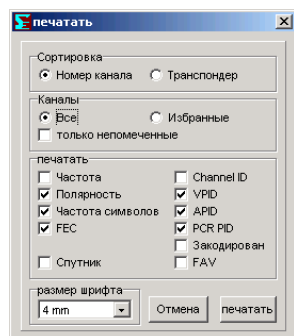 печатать
Сортировка
Номер канала Транспондер
Каналы
Все Избранные
только непомеченные
печатать
Частота Channel ID
Полярность VPID
Частота символов APID
FEC PCR PID
Закодирован
Спутник FAV
размер шрифта
4 mm Отмена печатать